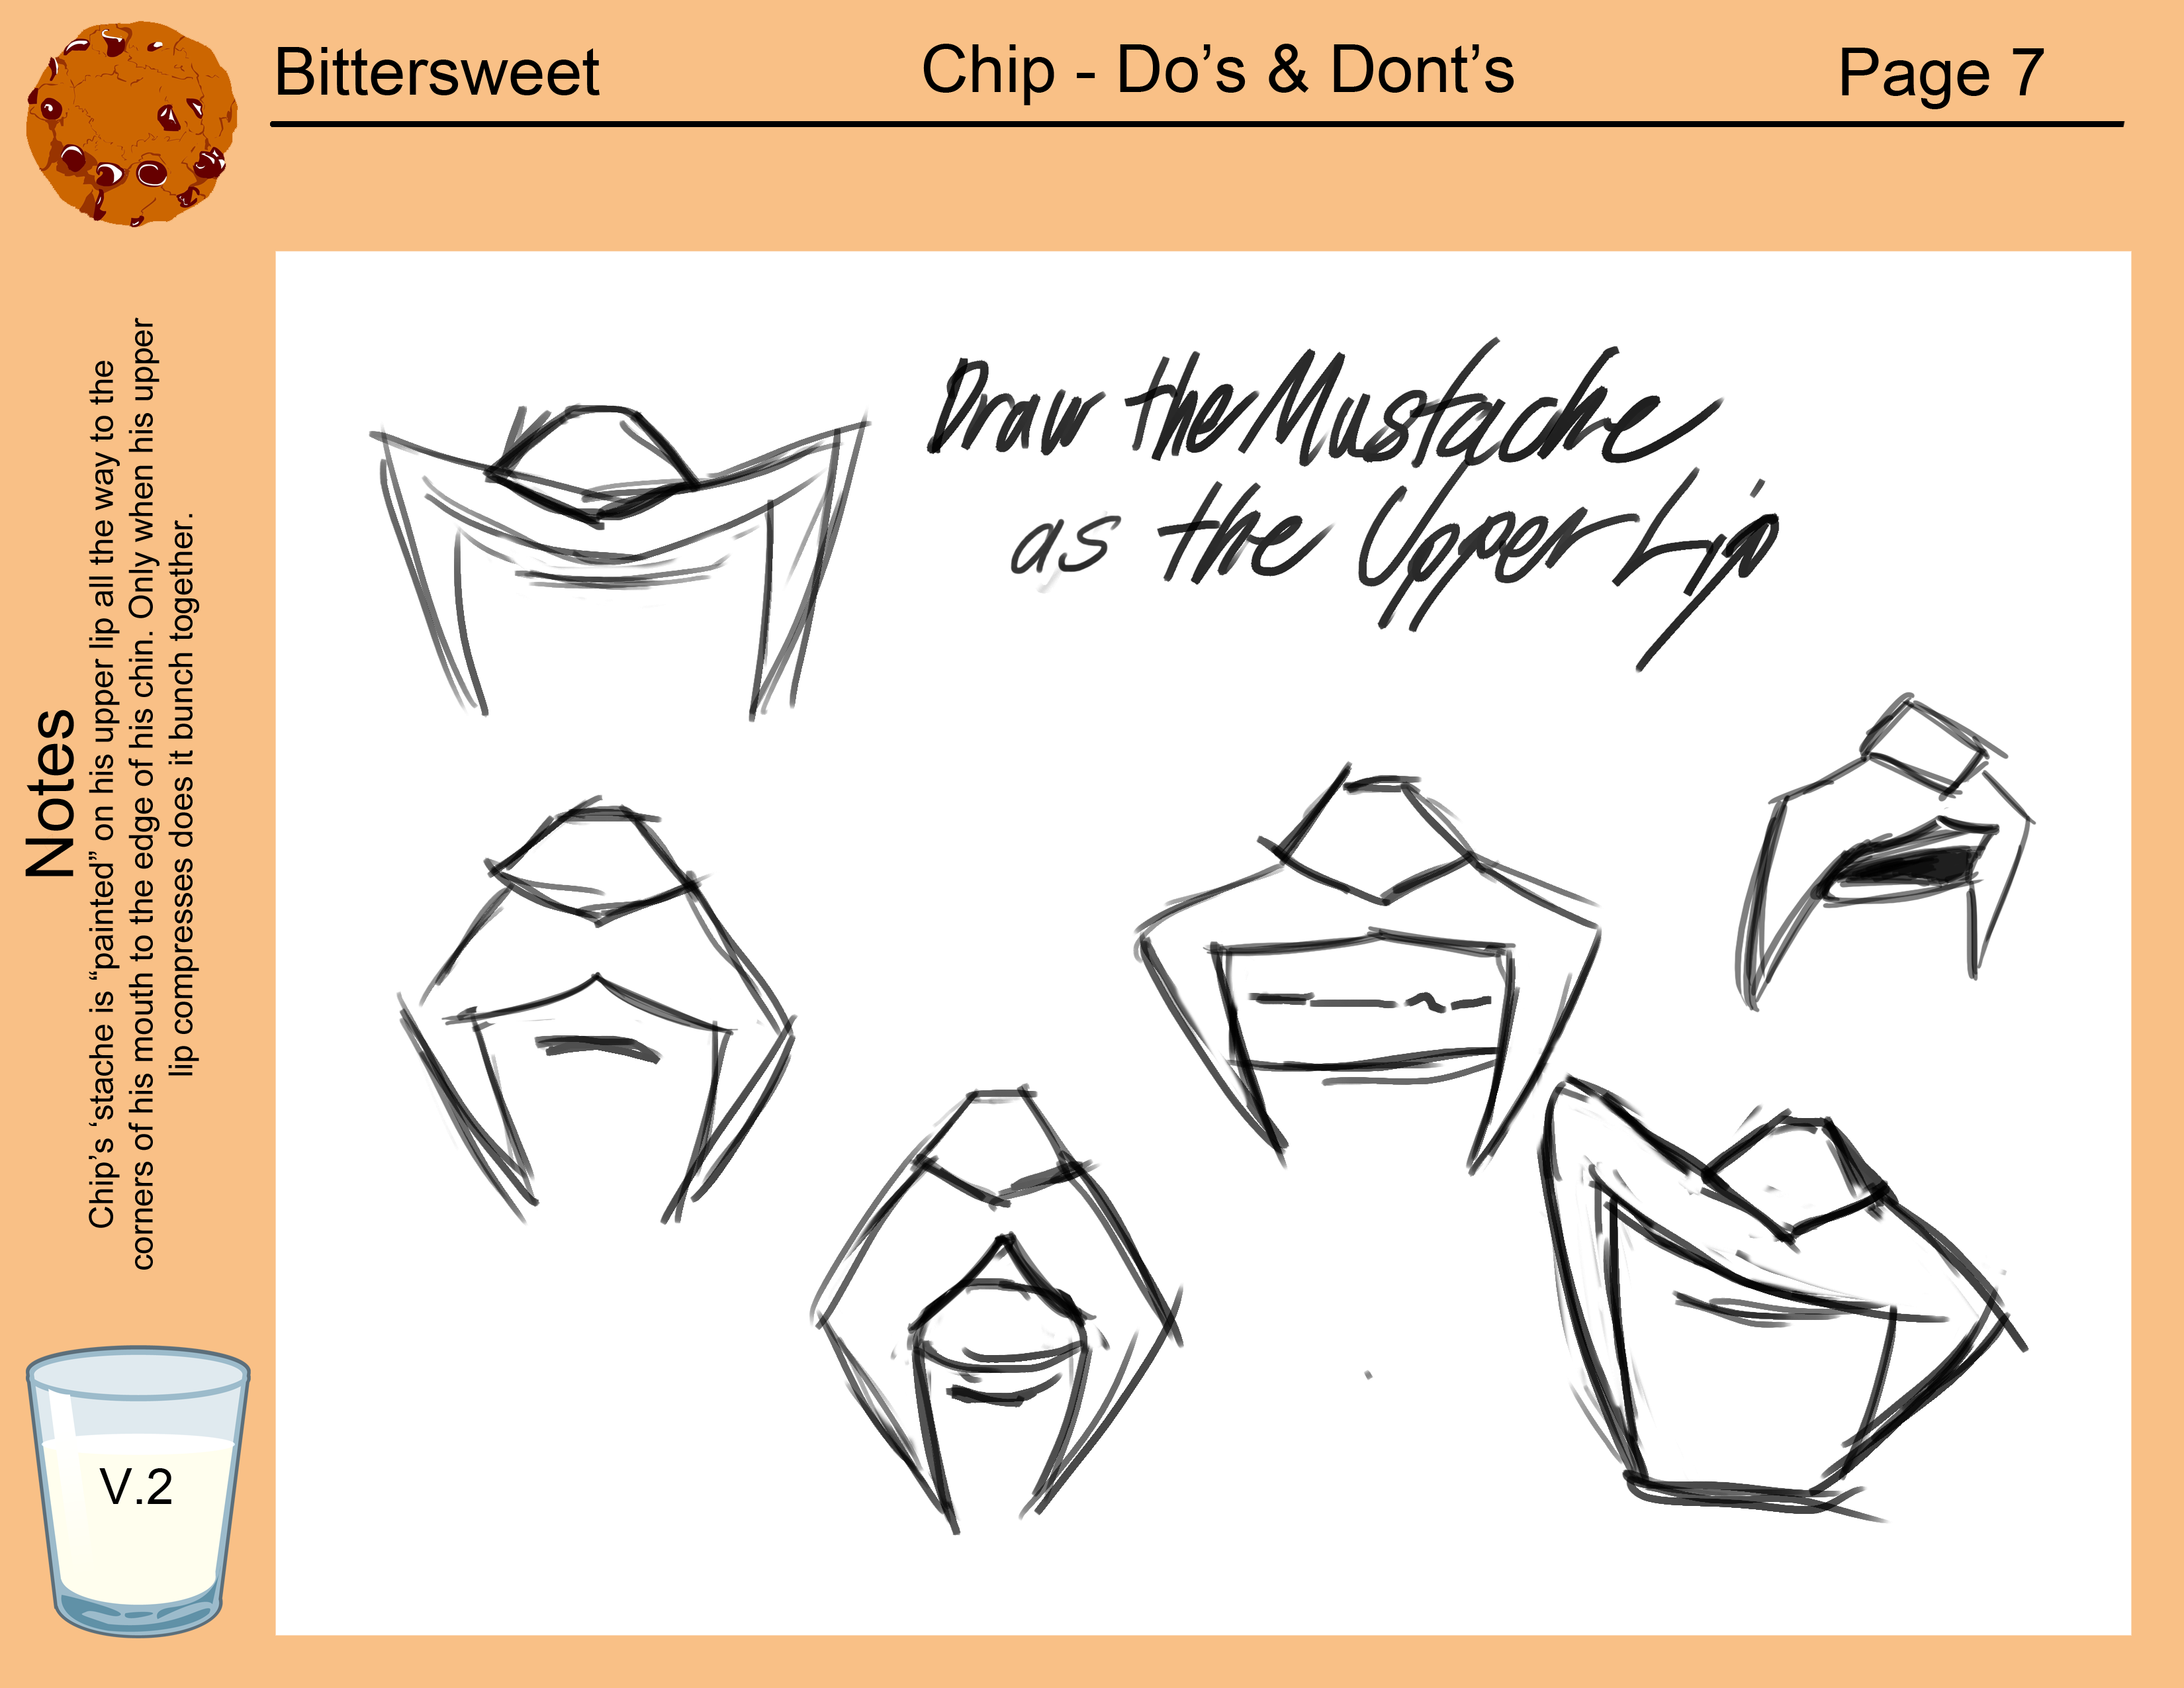 Bittersweet
Chip - Do’s & Dont’s
Page 7
Draw the Mustache
as the Upper Lip
Notes
Chip’s ‘stache is “painted” on his upper lip all the way to the
corners of his mouth to the edge of his chin. Only when his upper
lip compresses does it bunch together.
V.2